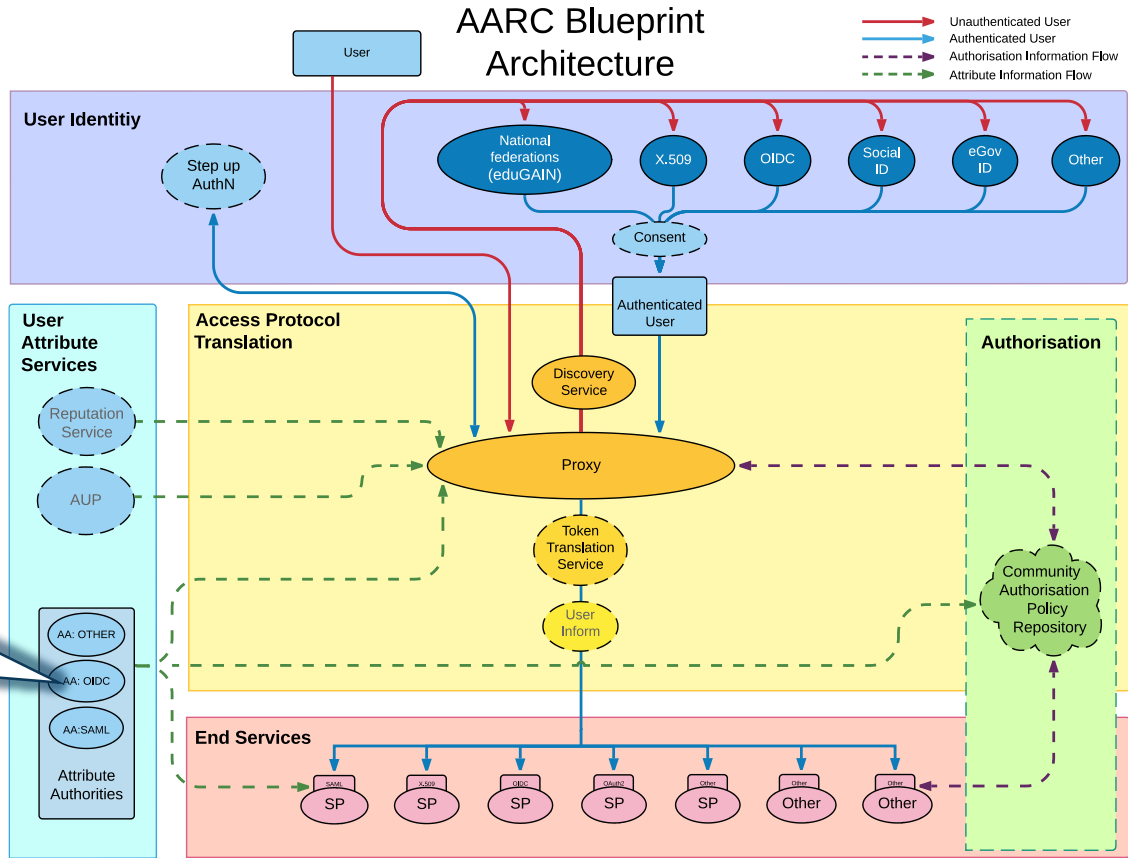 AARC Blueprint
Architecture
Unauthenticated User
Authenticated User
Authorisation Information Flow
Attribute Information Flow
User
User Identitiy
Step up
AuthN
National
federations
(eduGAIN)
X.509
OIDC
Social
ID
eGov
ID
Other
Consent
Authenticated
User
User
Attribute
Services
Access Protocol
Translation
Authorisation
Discovery
Service
Reputation
Service
Proxy
AUP
Token
Translation
Service
Community
Authorisation
Policy
Repository
User
Inform
AA: OTHER
AA: OIDC
AA:SAML
Attribute
Authorities
End Services
SAML
SP
X.509
SP
OIDC
SP
OAuth2
SP
Other
SP
Other
Other
Other
Other